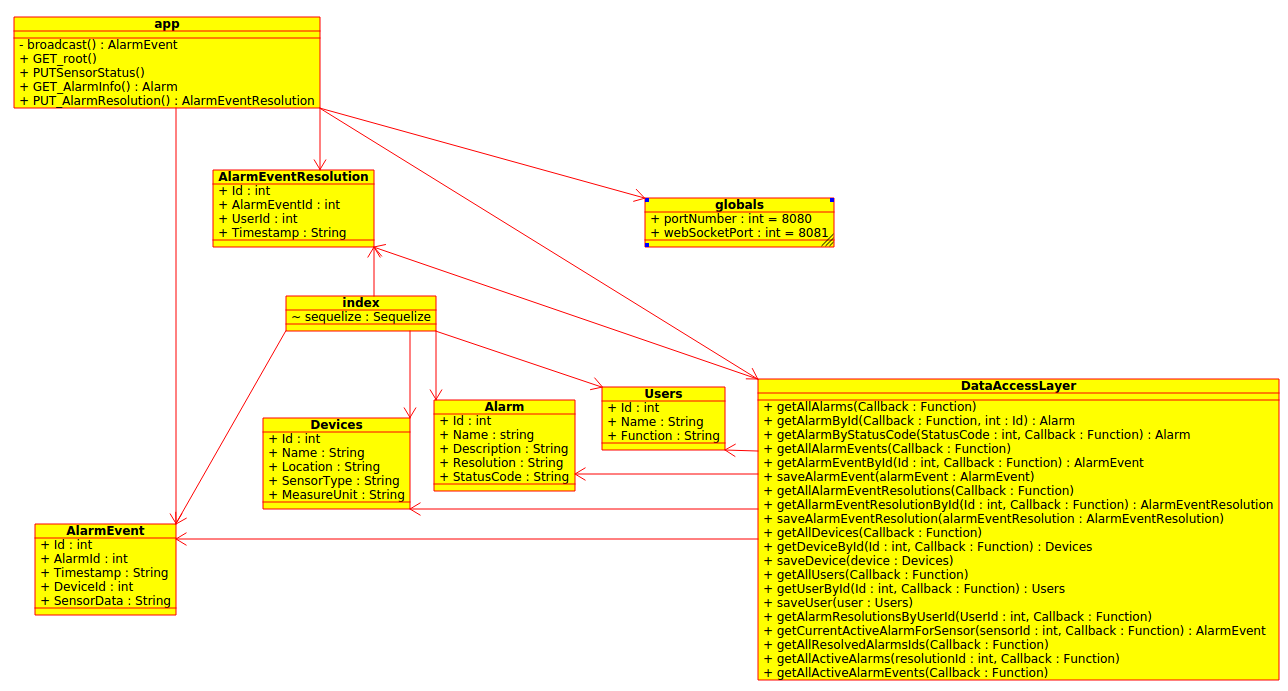 app
- broadcast() : AlarmEvent
+ GET_root()
+ PUTSensorStatus()
+ GET_AlarmInfo() : Alarm
+ PUT_AlarmResolution() : AlarmEventResolution
AlarmEventResolution
+ Id : int
+ AlarmEventId : int
+ UserId : int
+ Timestamp : String
globals
+ portNumber : int = 8080
+ webSocketPort : int = 8081
index
~ sequelize : Sequelize
Devices
+ Id : int
+ Name : String
+ Location : String
+ SensorType : String
+ MeasureUnit : String
Alarm
+ Id : int
+ Name : string
+ Description : String
+ Resolution : String
+ StatusCode : String
Users
+ Id : int
+ Name : String
+ Function : String
DataAccessLayer
+ getAllAlarms(Callback : Function)
+ getAlarmById(Callback : Function, int : Id) : Alarm
+ getAlarmByStatusCode(StatusCode : int, Callback : Function) : Alarm
+ getAllAlarmEvents(Callback : Function)
+ getAlarmEventById(Id : int, Callback : Function) : AlarmEvent
+ saveAlarmEvent(alarmEvent : AlarmEvent)
+ getAllAlarmEventResolutions(Callback : Function)
+ getAllarmEventResolutionById(Id : int, Callback : Function) : AlarmEventResolution
+ saveAlarmEventResolution(alarmEventResolution : AlarmEventResolution)
+ getAllDevices(Callback : Function)
+ getDeviceById(Id : int, Callback : Function) : Devices
+ saveDevice(device : Devices)
+ getAllUsers(Callback : Function)
+ getUserById(Id : int, Callback : Function) : Users
+ saveUser(user : Users)
+ getAlarmResolutionsByUserId(UserId : int, Callback : Function)
+ getCurrentActiveAlarmForSensor(sensorId : int, Callback : Function) : AlarmEvent
+ getAllResolvedAlarmsIds(Callback : Function)
+ getAllActiveAlarms(resolutionId : int, Callback : Function)
+ getAllActiveAlarmEvents(Callback : Function)
AlarmEvent
+ Id : int
+ AlarmId : int
+ Timestamp : String
+ DeviceId : int
+ SensorData : String